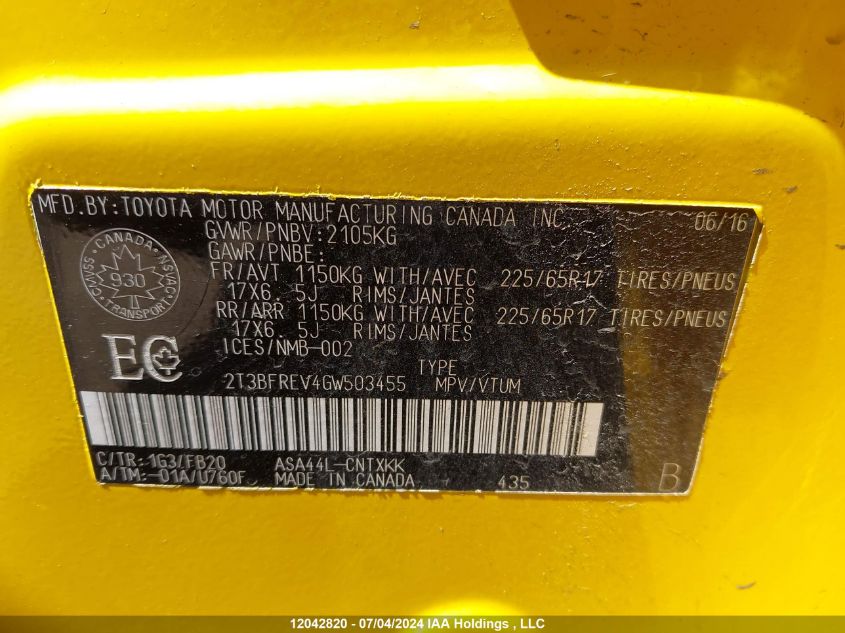 MFD.BY:TOYOTA MOTOR MANUFACTURING CANADA INC. 06/16
GVWR/PNBV:2105KG
GAWR/PNBE:
FR/AVT 1150KG WITH/AVEC 225/65R17 TIRES/PNEUS
17X6.5J RIMS/JANTES
RR/ARR 1150KG WITH/AVEC 225/65R17 TIRES/PNEUS
17X6.5J RIMS/JANTES
ICES/NMB-002
CANADA
CMVSS 930 NSVAC
TRANSPORT
EC
TYPE
2T3BFREV4GW503455 MPV/VTUM
C/TR:1G3/FB20 ASA44L-CNTXKK
A/TM:-01A/U760F MADE IN CANADA 435 B
12042820 - 07/04/2024 IAA Holdings , LLC